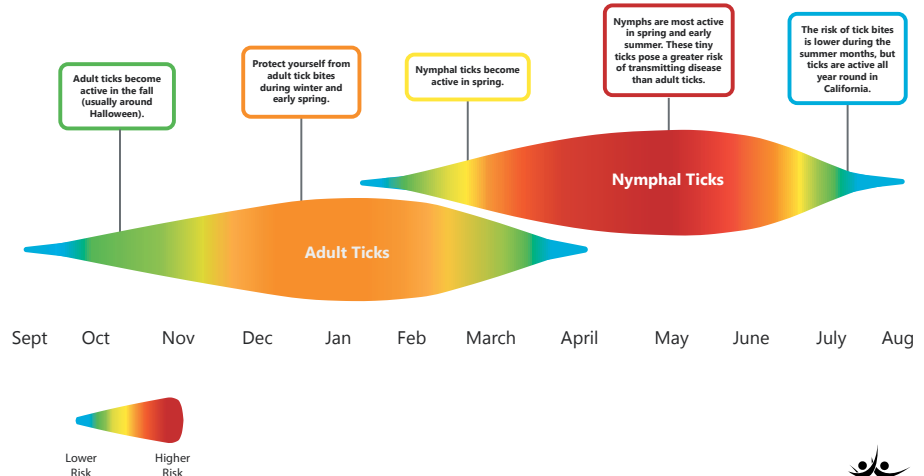 Adult ticks become
active in the fall
(usually around
Halloween).
Protect yourself from
adult tick bites
during winter and
early spring.
Nymphal ticks become
active in spring.
Nymphs are most active
in spring and early
summer. These tiny
ticks pose a greater risk
of transmitting disease
than adult ticks.
The risk of tick bites
is lower during the
summer months, but
ticks are active all
year round in
California.
Nymphal Ticks
Adult Ticks
Sept Oct Nov Dec Jan Feb March April May June July Aug
Lower
Risk
Higher
Risk